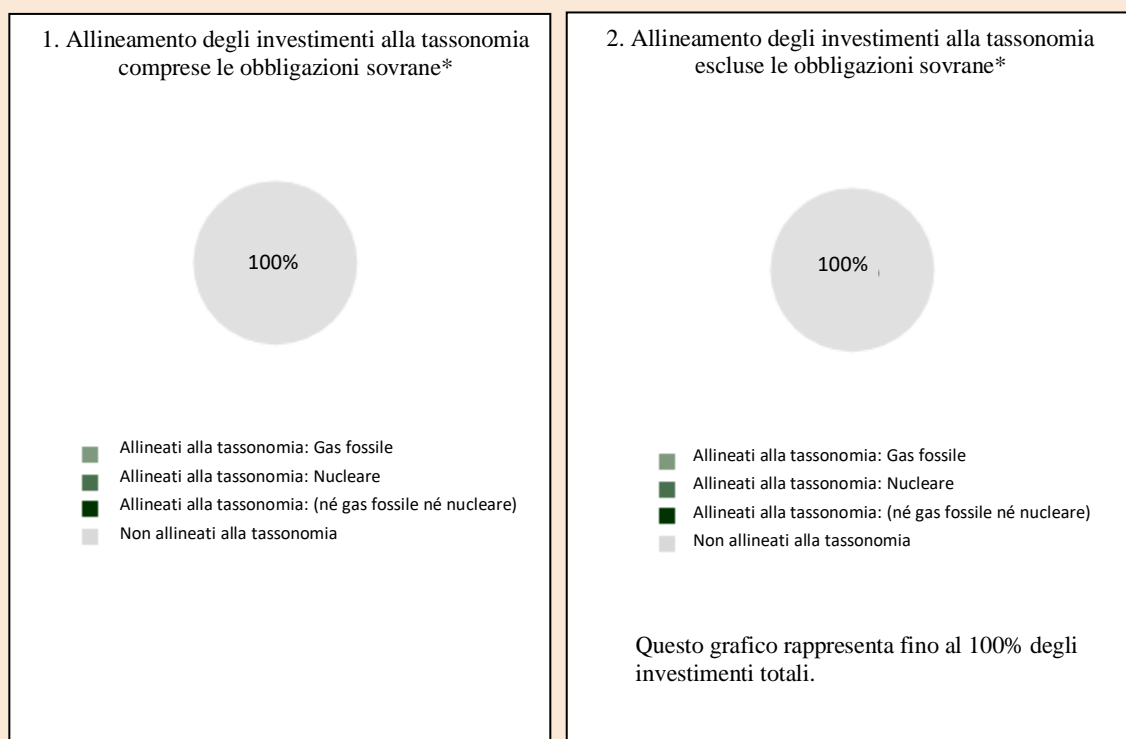 1. Allineamento degli investimenti alla tassonomia
comprese le obbligazioni sovrane*
100%
Allineati alla tassonomia: Gas fossile
Allineati alla tassonomia: Nucleare
Allineati alla tassonomia: (né gas fossile né nucleare)
Non allineati alla tassonomia
2. Allineamento degli investimenti alla tassonomia
escluse le obbligazioni sovrane*
100%
Allineati alla tassonomia: Gas fossile
Allineati alla tassonomia: Nucleare
Allineati alla tassonomia: (né gas fossile né nucleare)
Non allineati alla tassonomia
Questo grafico rappresenta fino al 100% degli
investimenti totali.